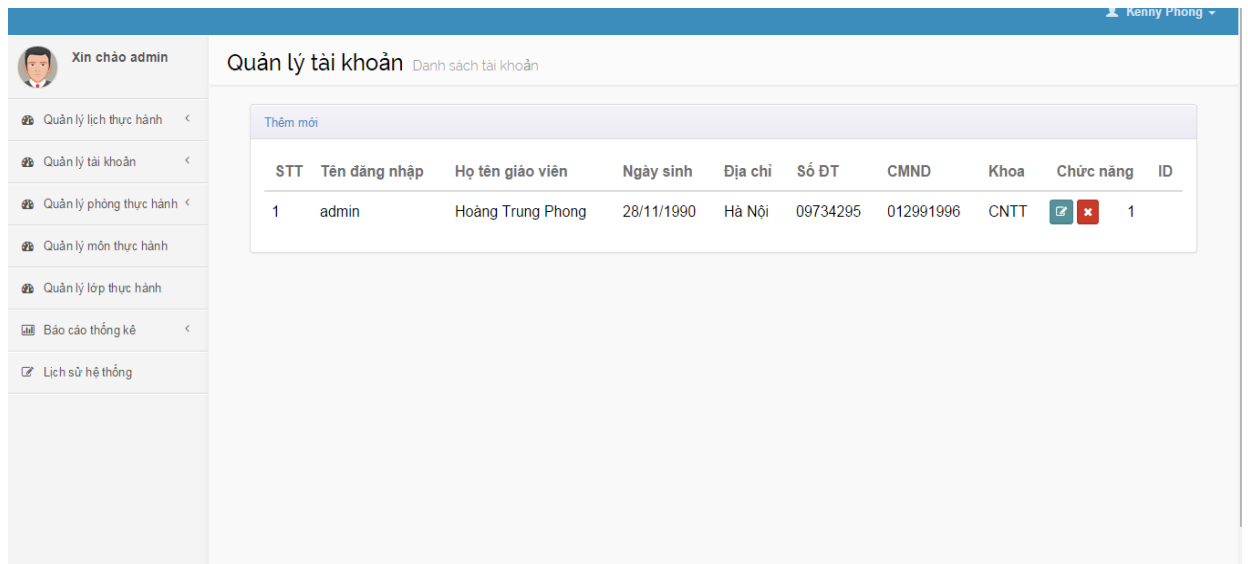 Kenny Phong
Xin chào admin
Quản lý tài khoản Danh sách tài khoản
Quản lý lịch thực hành
Quản lý tài khoản
Quản lý phòng thực hành
Quản lý môn thực hành
Quản lý lớp thực hành
Báo cáo thống kê
Lịch sử hệ thống
Thêm mới
STT Tên đăng nhập Họ tên giáo viên Ngày sinh Địa chỉ Số ĐT CMND Khoa Chức năng ID
1 admin Hoàng Trung Phong 28/11/1990 Hà Nội 09734295 012991996 CNTT 1